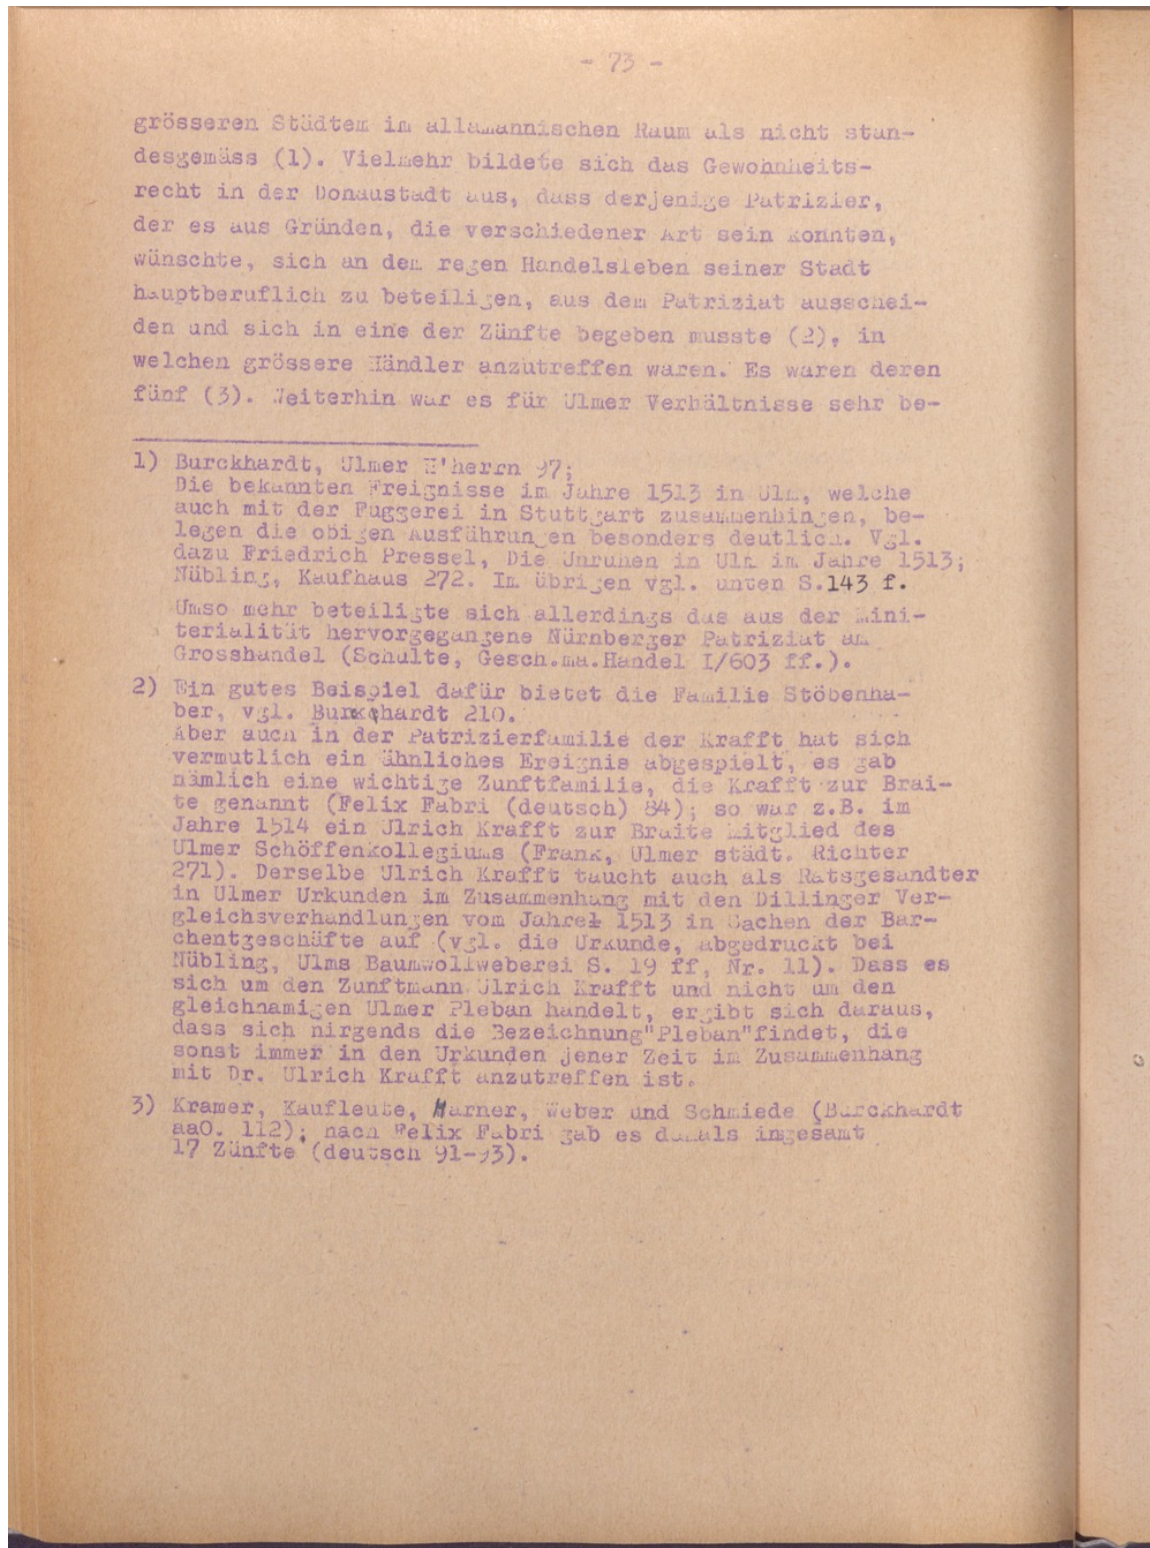 - 73 -
grösseren Städten im allamannischen Raum als nicht stan-
desgemäss (1). Vielmehr bildete sich das Gewohnheits-
recht in der Donaustadt aus, dass derjenige Patrizier,
der es aus Gründen, die verschiedener Art sein konnten,
wünschte, sich an dem regen Handelsleben seiner Stadt
hauptberuflich zu beteiligen, aus dem Patriziat ausschei-
den und sich in eine der Zünfte begeben musste (2), in
welchen grössere Händler anzutreffen waren. Es waren deren
fünf (3). Weiterhin war es für Ulmer Verhältnisse sehr be-
1) Burckhardt, Ulmer H'herrn 97;
Die bekannten Ereignisse im Jahre 1513 in Ulm, welche
auch mit der Fuggerei in Stuttgart zusammenhingen, be-
legen die obigen Ausführungen besonders deutlich. Vgl.
dazu Friedrich Pressel, Die Unruhen in Ulm im Jahre 1513;
Nübling, Kaufhaus 272. Im übrigen vgl. unten S.143 f.
Umso mehr beteiligte sich allerdings das aus der Mini-
terialität hervorgegangene Nürnberger Patriziat am
Grosshandel (Schulte, Gesch.ma.Handel I/603 ff.).
2) Ein gutes Beispiel dafür bietet die Familie Stöbenha-
ber, vgl. Burckhardt 210.
Aber auch in der Patrizierfamilie der Krafft hat sich
vermutlich ein ähnliches Ereignis abgespielt, es gab
nämlich eine wichtige Zunftfamilie, die Krafft zur Brai-
te genannt (Felix Fabri (deutsch) 84); so war z.B. im
Jahre 1514 ein Ulrich Krafft zur Braite Mitglied des
Ulmer Schöffenkollegiums (Frank, Ulmer städt. Richter
271). Derselbe Ulrich Krafft taucht auch als Ratsgesandter
in Ulmer Urkunden im Zusammenhang mit den Dillinger Ver-
gleichsverhandlungen vom Jahre 1513 in Sachen der Bar-
chentgeschäfte auf (vgl. die Urkunde, abgedruckt bei
Nübling, Ulms Baumwollweberei S. 19 ff, Nr. 11). Dass es
sich um den Zunftmann Ulrich Krafft und nicht um den
gleichnamigen Ulmer Pleban handelt, ergibt sich daraus,
dass sich nirgends die Bezeichnung"Pleban"findet, die
sonst immer in den Urkunden jener Zeit im Zusammenhang
mit Dr. Ulrich Krafft anzutreffen ist.
3) Kramer, Kaufleute, Marner, Weber und Schmiede (Burckhardt
aaO. 112); nach Felix Fabri gab es damals insgesamt
17 Zünfte (deutsch 91-93).